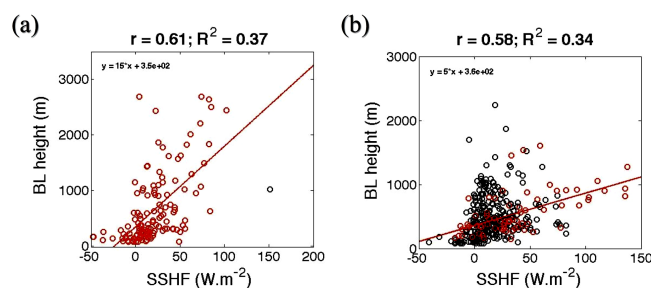 (a)
r = 0.61; R² = 0.37
y = 15*x + 3.5e+02
3000
2000
1000
0
BL height (m)
-50
0
50
100
150
200
SSHF (W.m⁻²)
(b)
r = 0.58; R² = 0.34
y = 5*x + 3.6e+02
3000
2000
1000
0
BL height (m)
-50
0
50
100
150
SSHF (W.m⁻²)